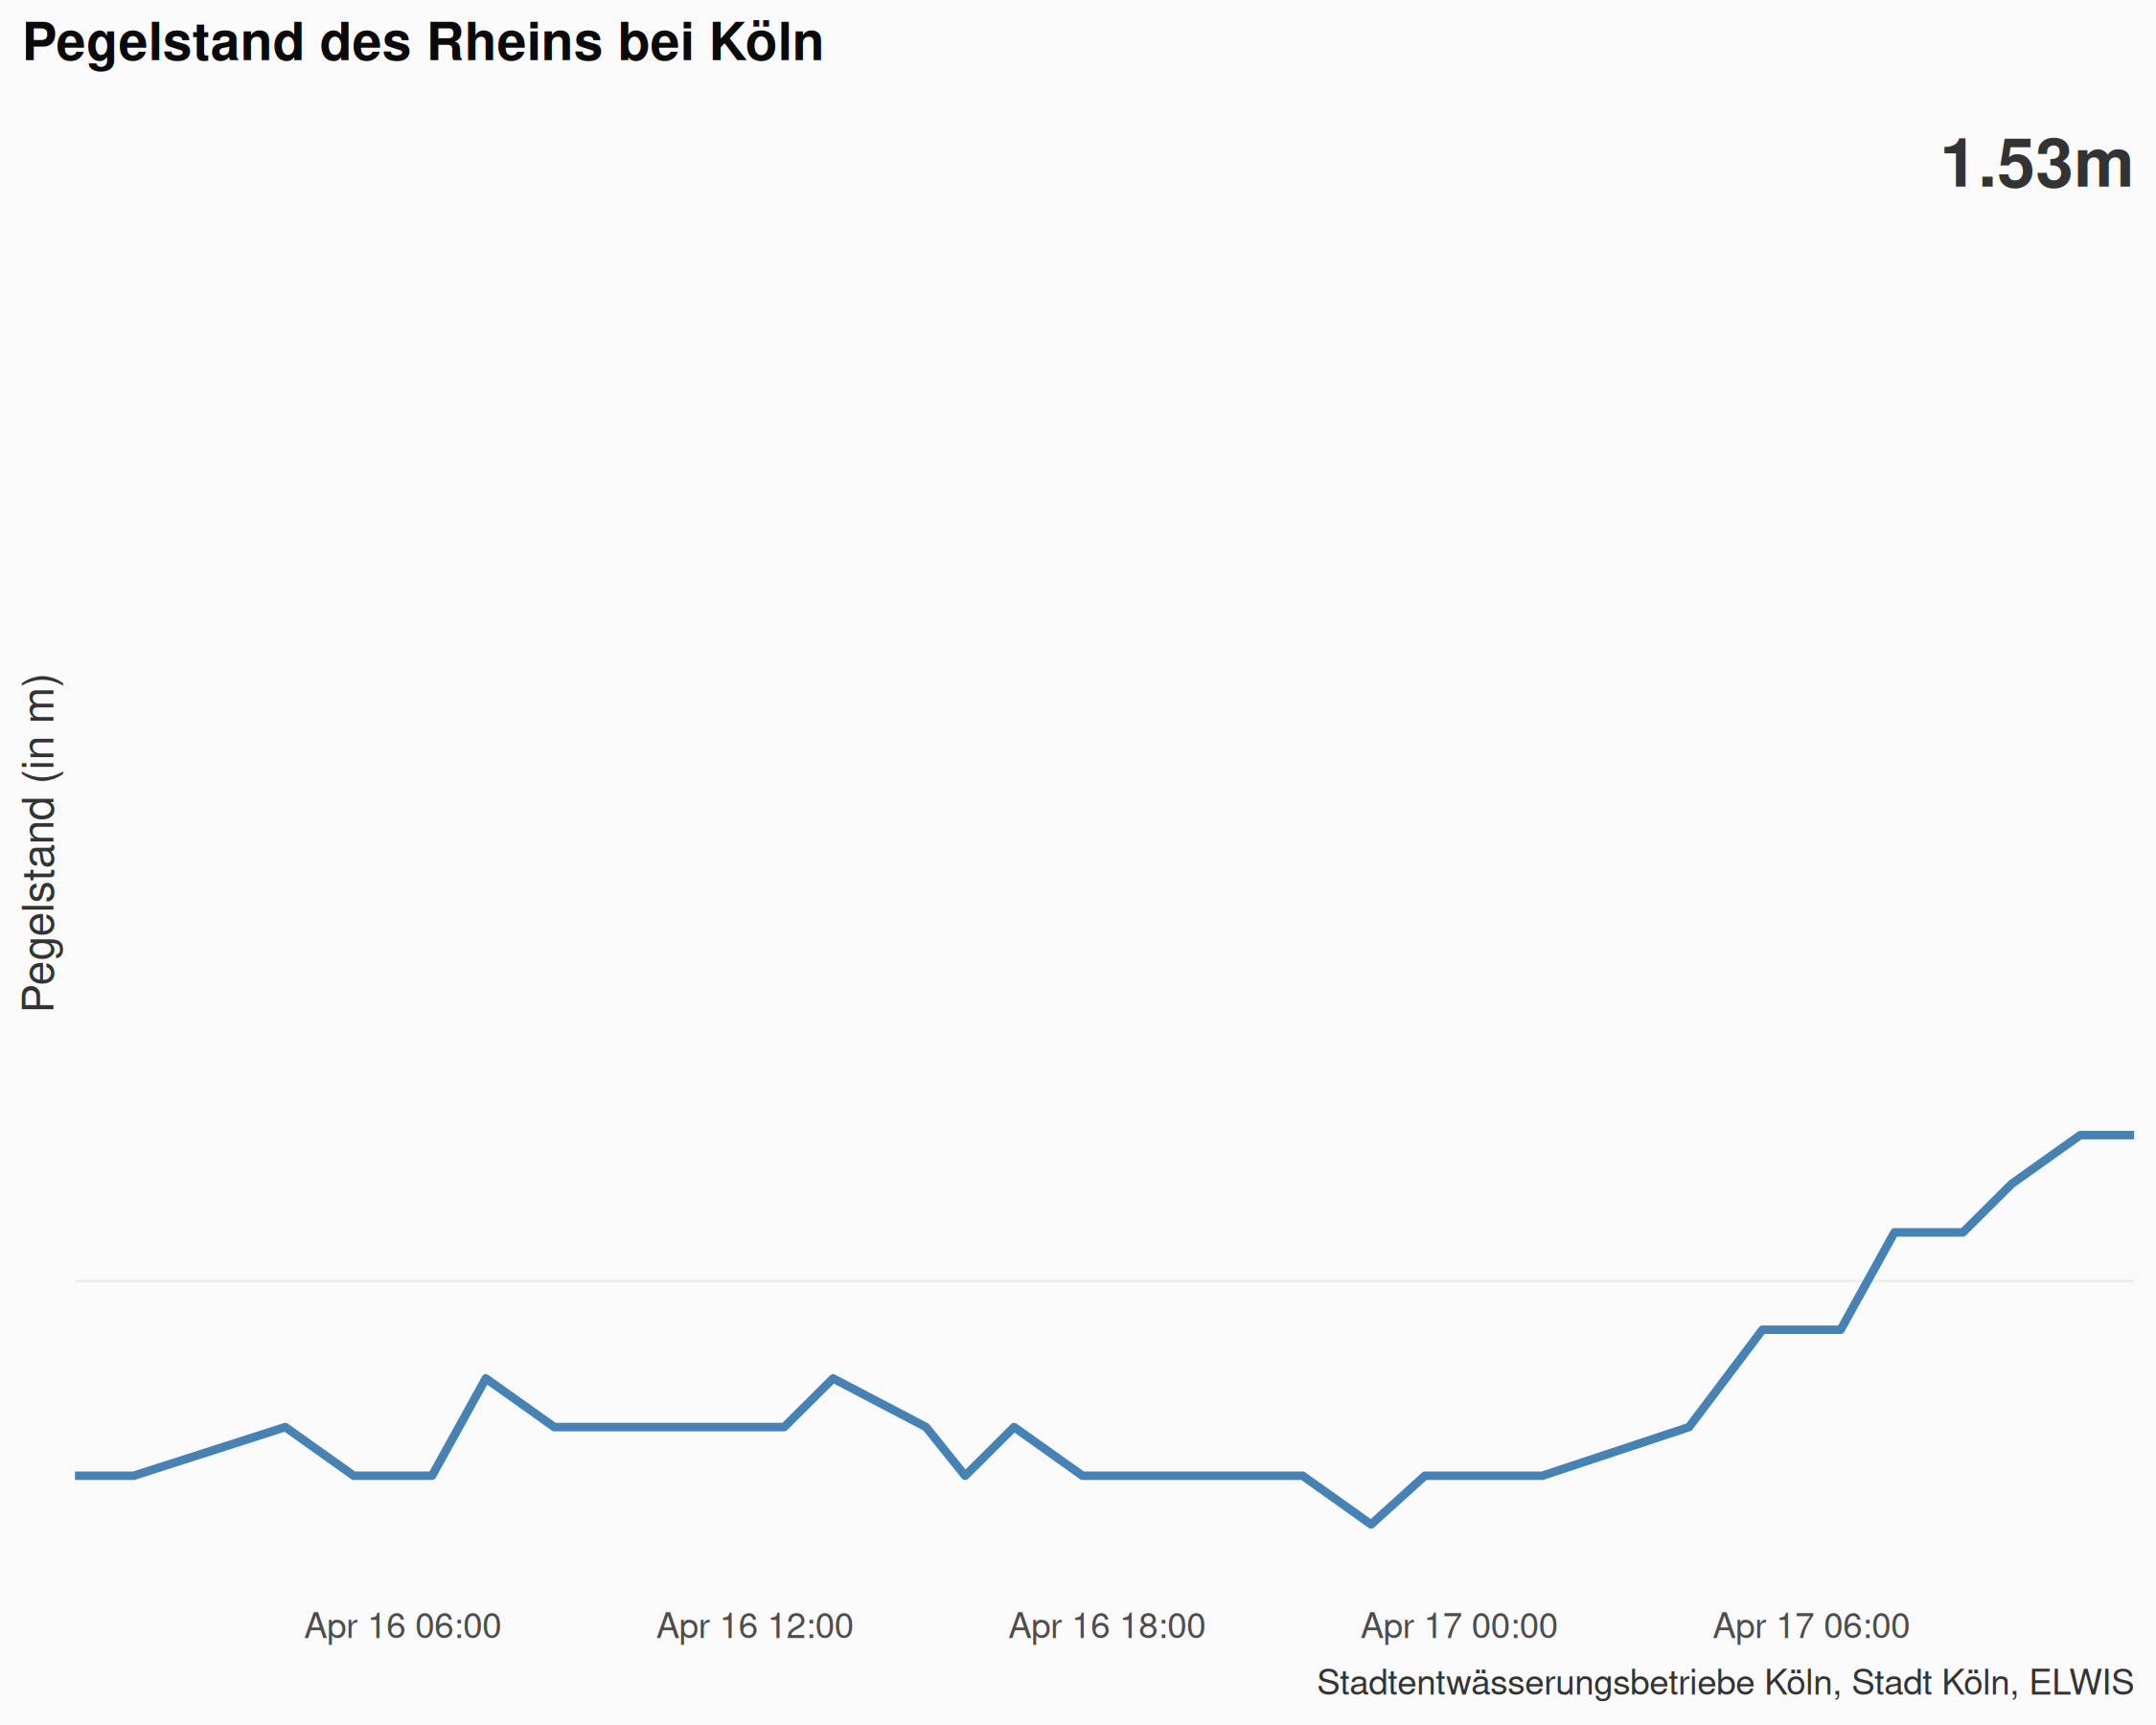 Pegelstand des Rheins bei Köln
1.53m
Pegelstand (in m)
Apr 16 06:00
Apr 16 12:00
Apr 16 18:00
Apr 17 00:00
Apr 17 06:00
Stadtentwässerungsbetriebe Köln, Stadt Köln, ELWIS